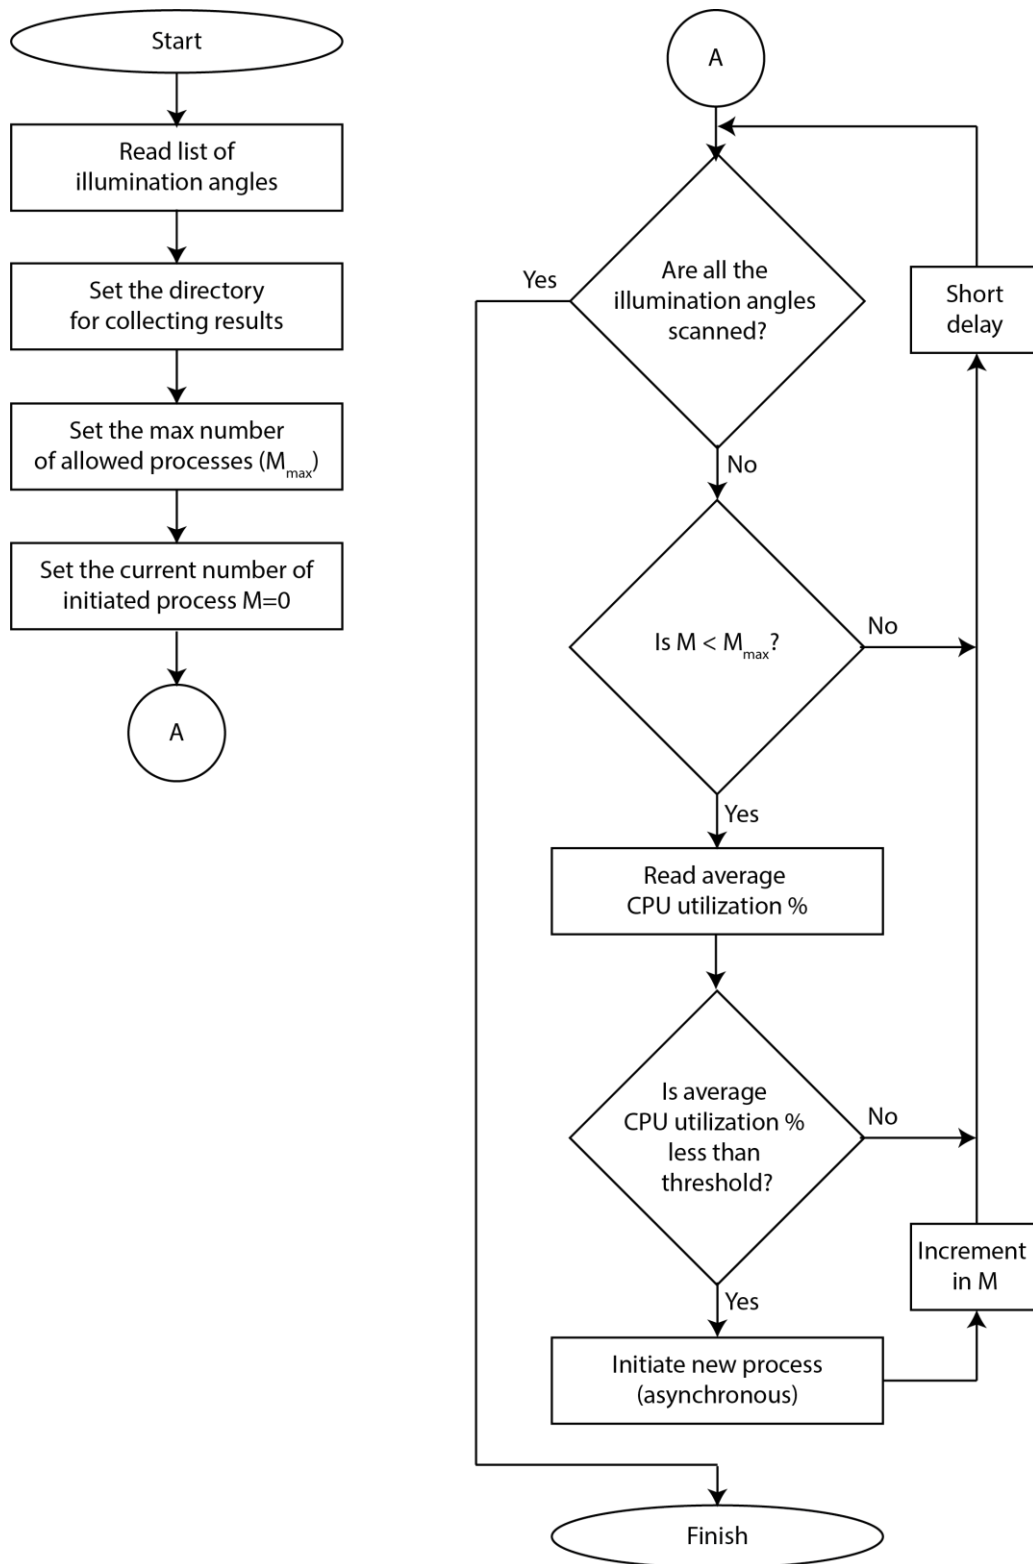 Start
Read list of
illumination angles
Set the directory
for collecting results
Set the max number
of allowed processes (Mmax)
Set the current number of
initiated process M=0
A
A
Are all the
illumination angles
scanned?
Yes
No
Short
delay
Is M < Mmax?
No
Yes
Read average
CPU utilization %
Is average
CPU utilization %
less than
threshold?
No
Yes
Increment
in M
Initiate new process
(asynchronous)
Finish